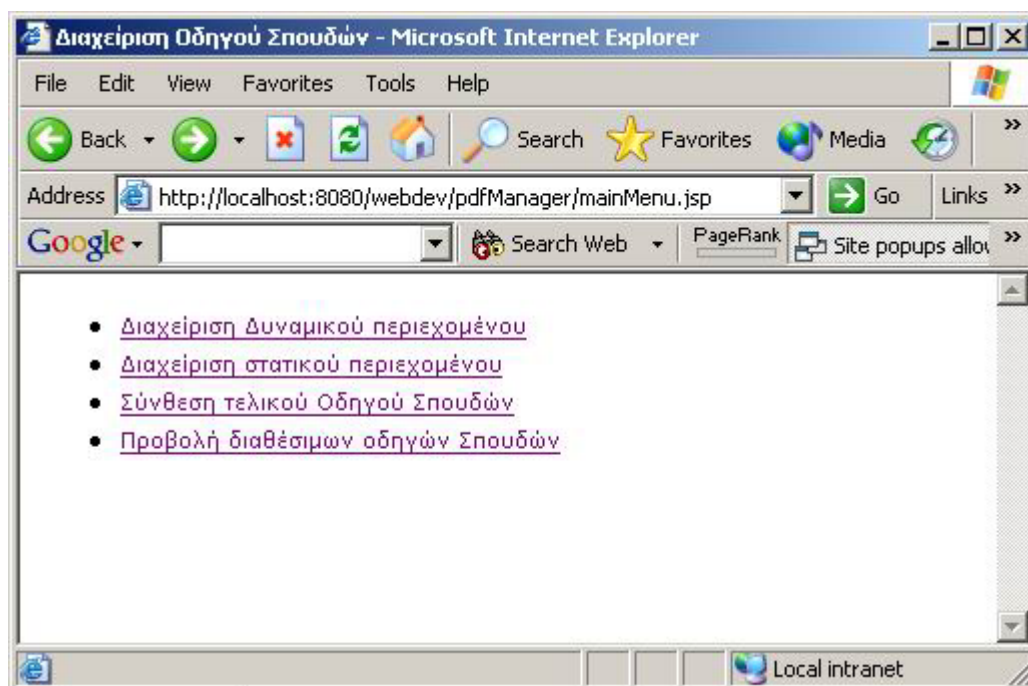 Διαχείριση Οδηγού Σπουδών - Microsoft Internet Explorer
File Edit View Favorites Tools Help
Back Search Favorites Media »
Address http://localhost:8080/webdev/pdfManager/mainMenu.jsp Go Links »
Google Search Web PageRank Site popups »
• Διαχείριση Δυναμικού περιεχομένου
• Διαχείριση στατικού περιεχομένου
• Σύνθεση τελικού Οδηγού Σπουδών
• Προβολή διαθέσιμων οδηγών Σπουδών
Local intranet